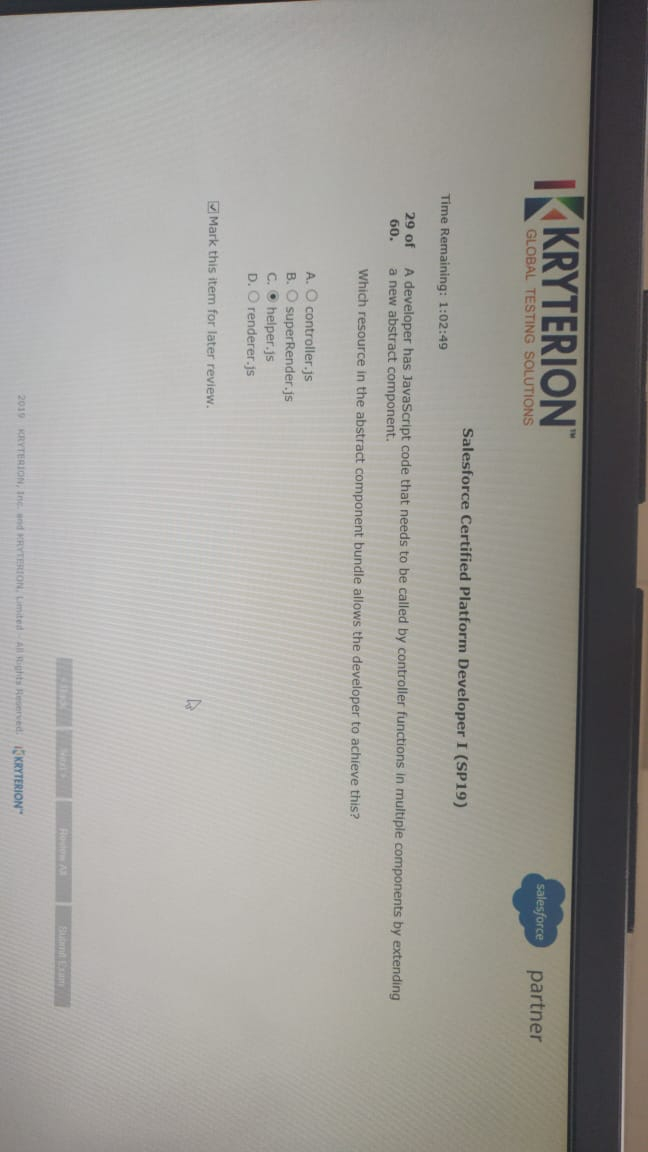 KRYTERION™
GLOBAL TESTING SOLUTIONS
salesforce partner
Salesforce Certified Platform Developer I (SP19)
Time Remaining: 1:02:49
29 of 60. A developer has JavaScript code that needs to be called by controller functions in multiple components by extending
a new abstract component.
Which resource in the abstract component bundle allows the developer to achieve this?
A. controller.js
B. superRender.js
C. helper.js
D. renderer.js
Mark this item for later review.
Next > Review All Submit Exam
2019 KRYTERION, Inc. and KRYTERION, Limited - All Rights Reserved. KRYTERION™